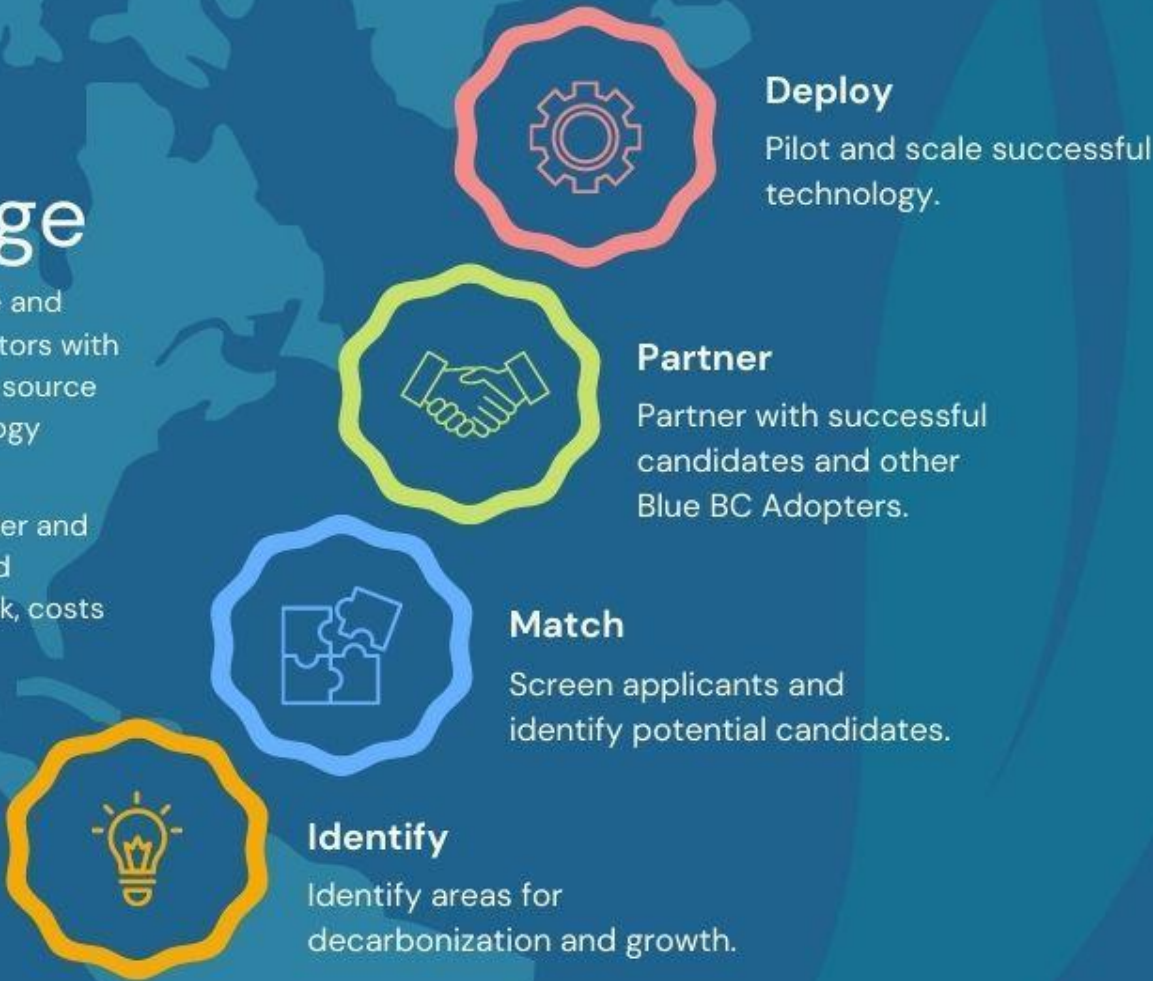 ge
and
tors with
source
ogy
er and
d
k, costs
Deploy
Pilot and scale successful
technology.
Partner
Partner with successful
candidates and other
Blue BC Adopters.
Match
Screen applicants and
identify potential candidates.
Identify
Identify areas for
decarbonization and growth.